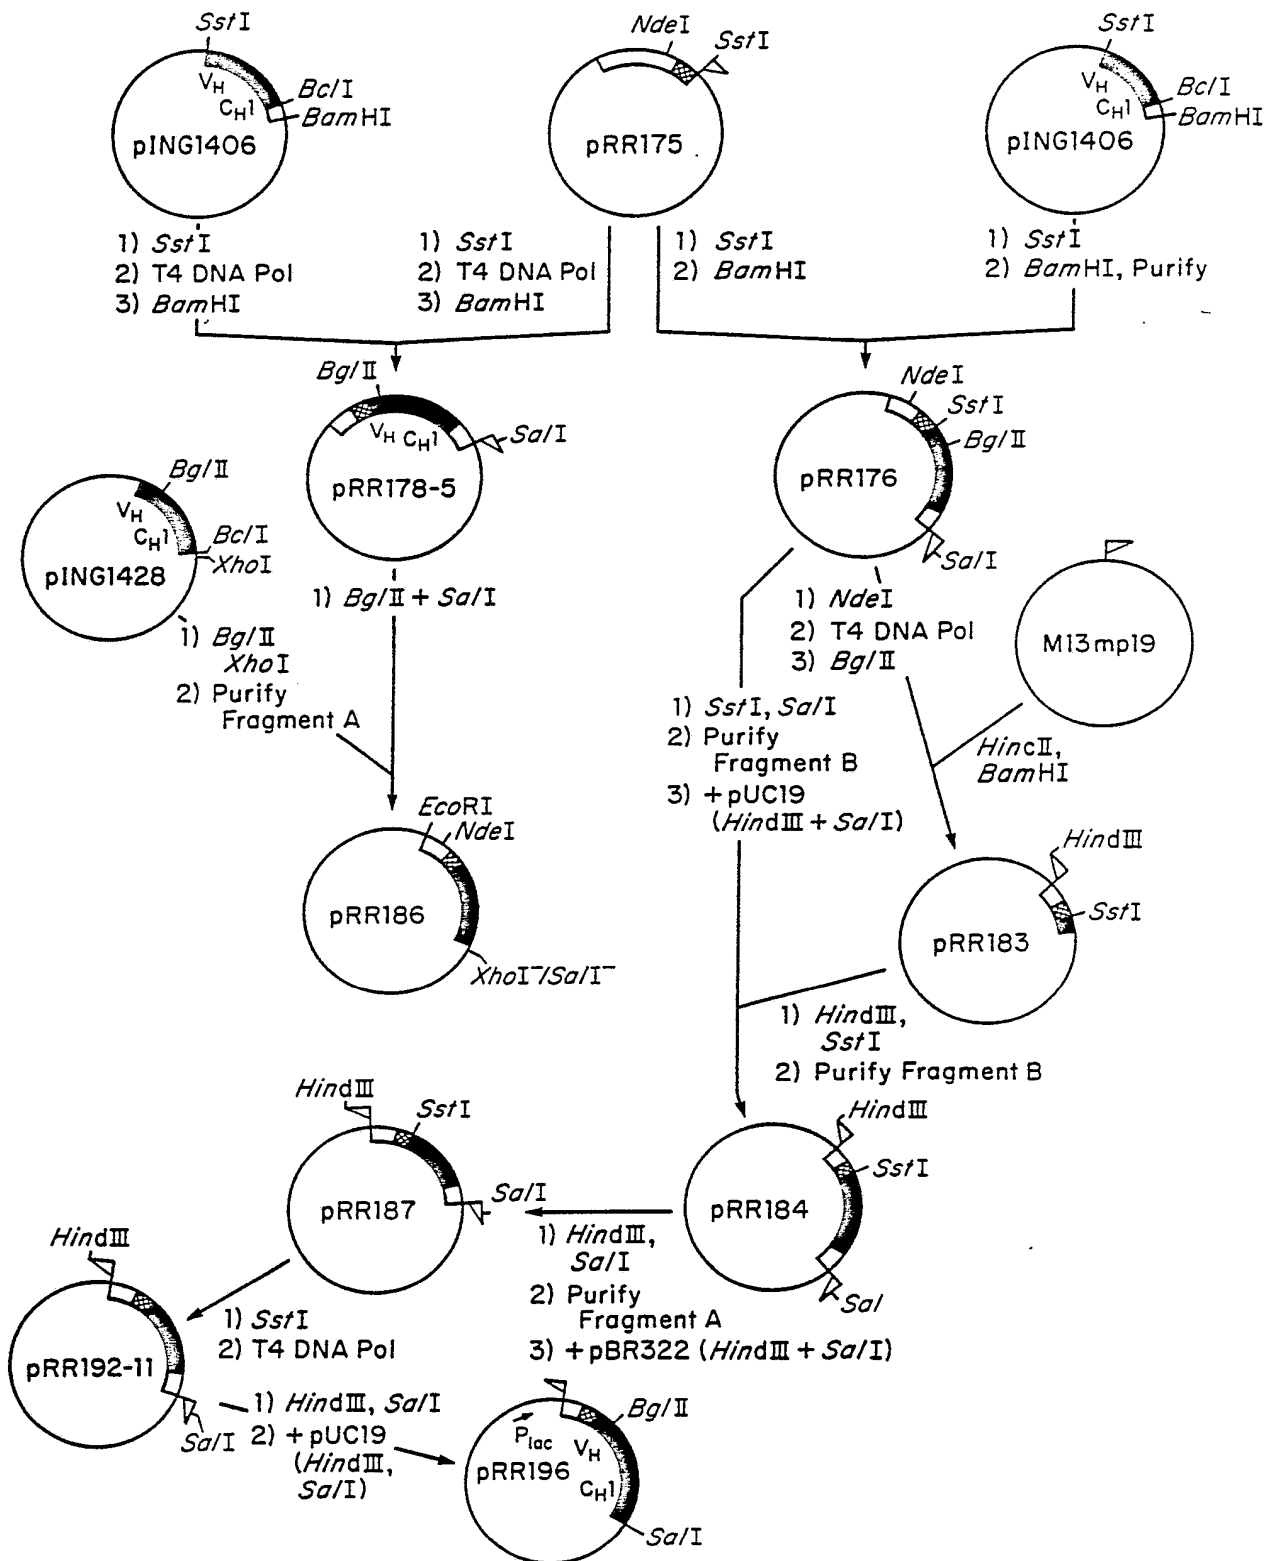 SstI
VH
CH1
BclI
BamHI
pING1406
NdeI
SstI
pRR175
SstI
VH
CH1
BclI
BamHI
pING1406
1) SstI
2) T4 DNA Pol
3) BamHI
1) SstI
2) T4 DNA Pol
3) BamHI
1) SstI
2) BamHI
1) SstI
2) BamHI, Purify
BglII
VH CH1
SalI
pRR178-5
NdeI
SstI
BglII
pRR176
SalI
BglII
VH
CH1
BclI
XhoI
pING1428
1) BglII
XhoI
2) Purify
Fragment A
1) BglII + SalI
1) NdeI
2) T4 DNA Pol
3) BglII
M13mp19
HincII,
BamHI
1) SstI, SalI
2) Purify
Fragment B
3) +pUC19
(HindIII + SalI)
EcoRI
NdeI
pRR186
XhoI⁻/SalI⁻
HindIII
SstI
pRR183
1) HindIII,
SstI
2) Purify Fragment B
HindIII
SstI
pRR187
SalI
HindIII
SstI
pRR184
Sal
1) HindIII,
SalI
2) Purify
Fragment A
3) +pBR322 (HindIII + SalI)
HindIII
pRR192-11
SalI
1) SstI
2) T4 DNA Pol
1) HindIII, SalI
2) +pUC19
(HindIII,
SalI)
BglII
Plac
VH
pRR196
CH1
SalI